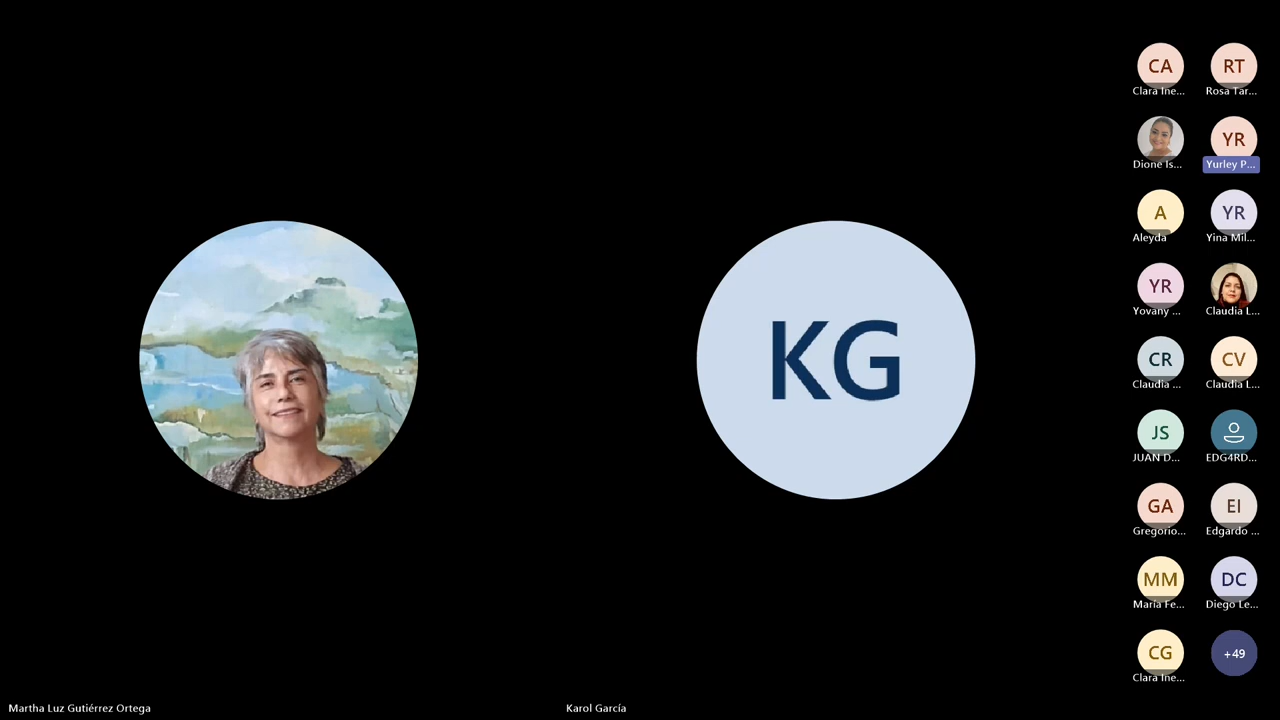 KG
Martha Luz Gutiérrez Ortega
Karol García
CA
Clara Ine...
RT
Rosa Tar...
Dione Is...
YR
Yurley P...
A
Aleyda
YR
Yina Mil...
YR
Yovany ...
Claudia L...
CR
Claudia ...
CV
Claudia L...
JS
JUAN D...
EDG4RD...
GA
Gregorio...
EI
Edgardo ...
MM
María Fe...
DC
Diego Le...
CG
Clara Ine...
+49